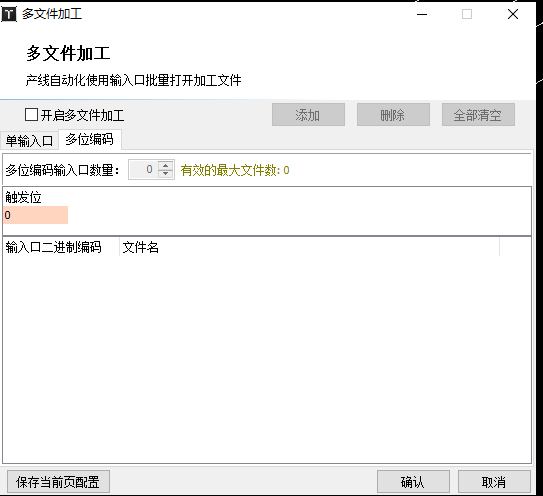 多文件加工
多文件加工
产线自动化使用输入口批量打开加工文件
开启多文件加工 添加 删除 全部清空
单输入口 多位编码
多位编码输入口数量： 0 有效的最大文件数: 0
触发位
0
输入口二进制编码 文件名
保存当前页配置 确认 取消